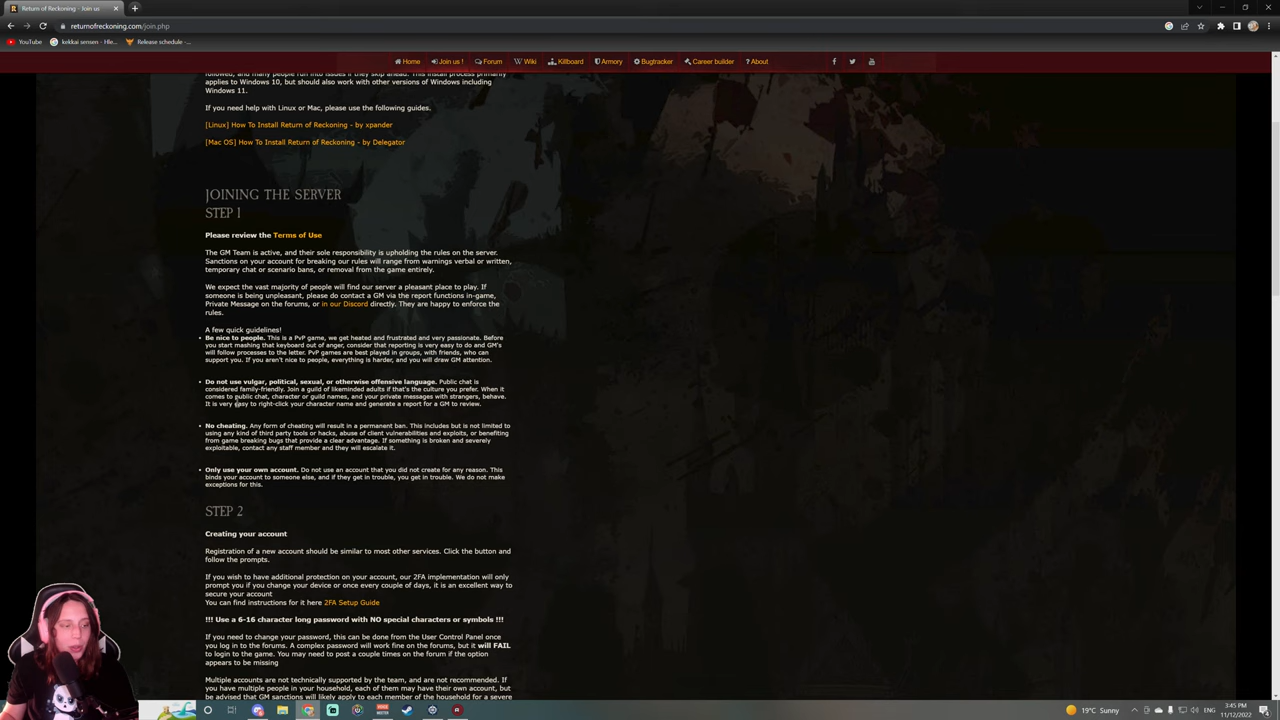 Return of Reckoning - Join us
returnofreckoning.com/join.php
YouTube
kekkai sensen - Hle...
Release schedule -...
Home
Join us !
Forum
Wiki
Killboard
Armory
Bugtracker
Career builder
About
followed, and many people run into issues if they skip ahead. This install process primarily
applies to Windows 10, but should also work with other versions of Windows including
Windows 11.
If you need help with Linux or Mac, please use the following guides.
[Linux] How To Install Return of Reckoning - by xpander
[Mac OS] How To Install Return of Reckoning - by Delegator
JOINING THE SERVER
STEP 1
Please review the Terms of Use
The GM Team is active, and their sole responsibility is upholding the rules on the server.
Sanctions on your account for breaking our rules will range from warnings verbal or written,
temporary chat or scenario bans, or removal from the game entirely.
We expect the vast majority of people will find our server a pleasant place to play. If
someone is being unpleasant, please do contact a GM via the report functions in-game,
Private Message on the forums, or in our Discord directly. They are happy to enforce the
rules.
A few quick guidelines!
• Be nice to people. This is a PvP game, we get heated and frustrated and very passionate. Before
you start mashing that keyboard out of anger, consider that reporting is very easy to do and GM's
will follow processes to the letter. PvP games are best played in groups, with friends, who can
support you. If you aren't nice to people, everything is harder, and you will draw GM attention.
• Do not use vulgar, political, sexual, or otherwise offensive language. Public chat is
considered family-friendly. Join a guild of likeminded adults if that's the culture you prefer. When it
comes to public chat, character or guild names, and your private messages with strangers, behave.
It is very easy to right-click your character name and generate a report for a GM to review.
• No cheating. Any form of cheating will result in a permanent ban. This includes but is not limited to
using any kind of third party tools or hacks, abuse of client vulnerabilities and exploits, or benefiting
from game breaking bugs that provide a clear advantage. If something is broken and severely
exploitable, contact any staff member and they will escalate it.
• Only use your own account. Do not use an account that you did not create for any reason. This
binds your account to someone else, and if they get in trouble, you get in trouble. We do not make
exceptions for this.
STEP 2
Creating your account
Registration of a new account should be similar to most other services. Click the button and
follow the prompts.
If you wish to have additional protection on your account, our 2FA implementation will only
prompt you if you change your device or once every couple of days, it is an excellent way to
secure your account
You can find instructions for it here 2FA Setup Guide
!!! Use a 6-16 character long password with NO special characters or symbols !!!
If you need to change your password, this can be done from the User Control Panel once
you log in to the forums. A complex password will work fine on the forums, but it will FAIL
to login to the game. You may need to post a couple times on the forum if the option
appears to be missing
Multiple accounts are not technically supported by the team, and are not recommended. If
you have multiple people in your household, each of them may have their own account, but
be advised that GM sanctions will likely apply to each member of the household for a severe
19°C Sunny
ENG
3:45 PM
11/12/2022